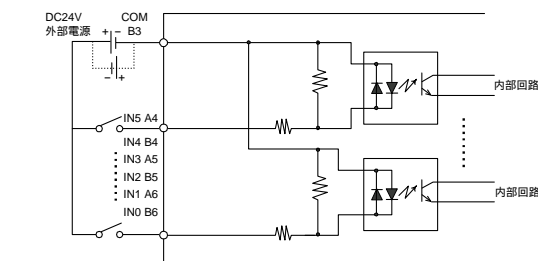 DC24V
外部電源
COM
+ − B3
− +
IN5 A4
IN4 B4
IN3 A5
IN2 B5
IN1 A6
IN0 B6
内部回路
内部回路